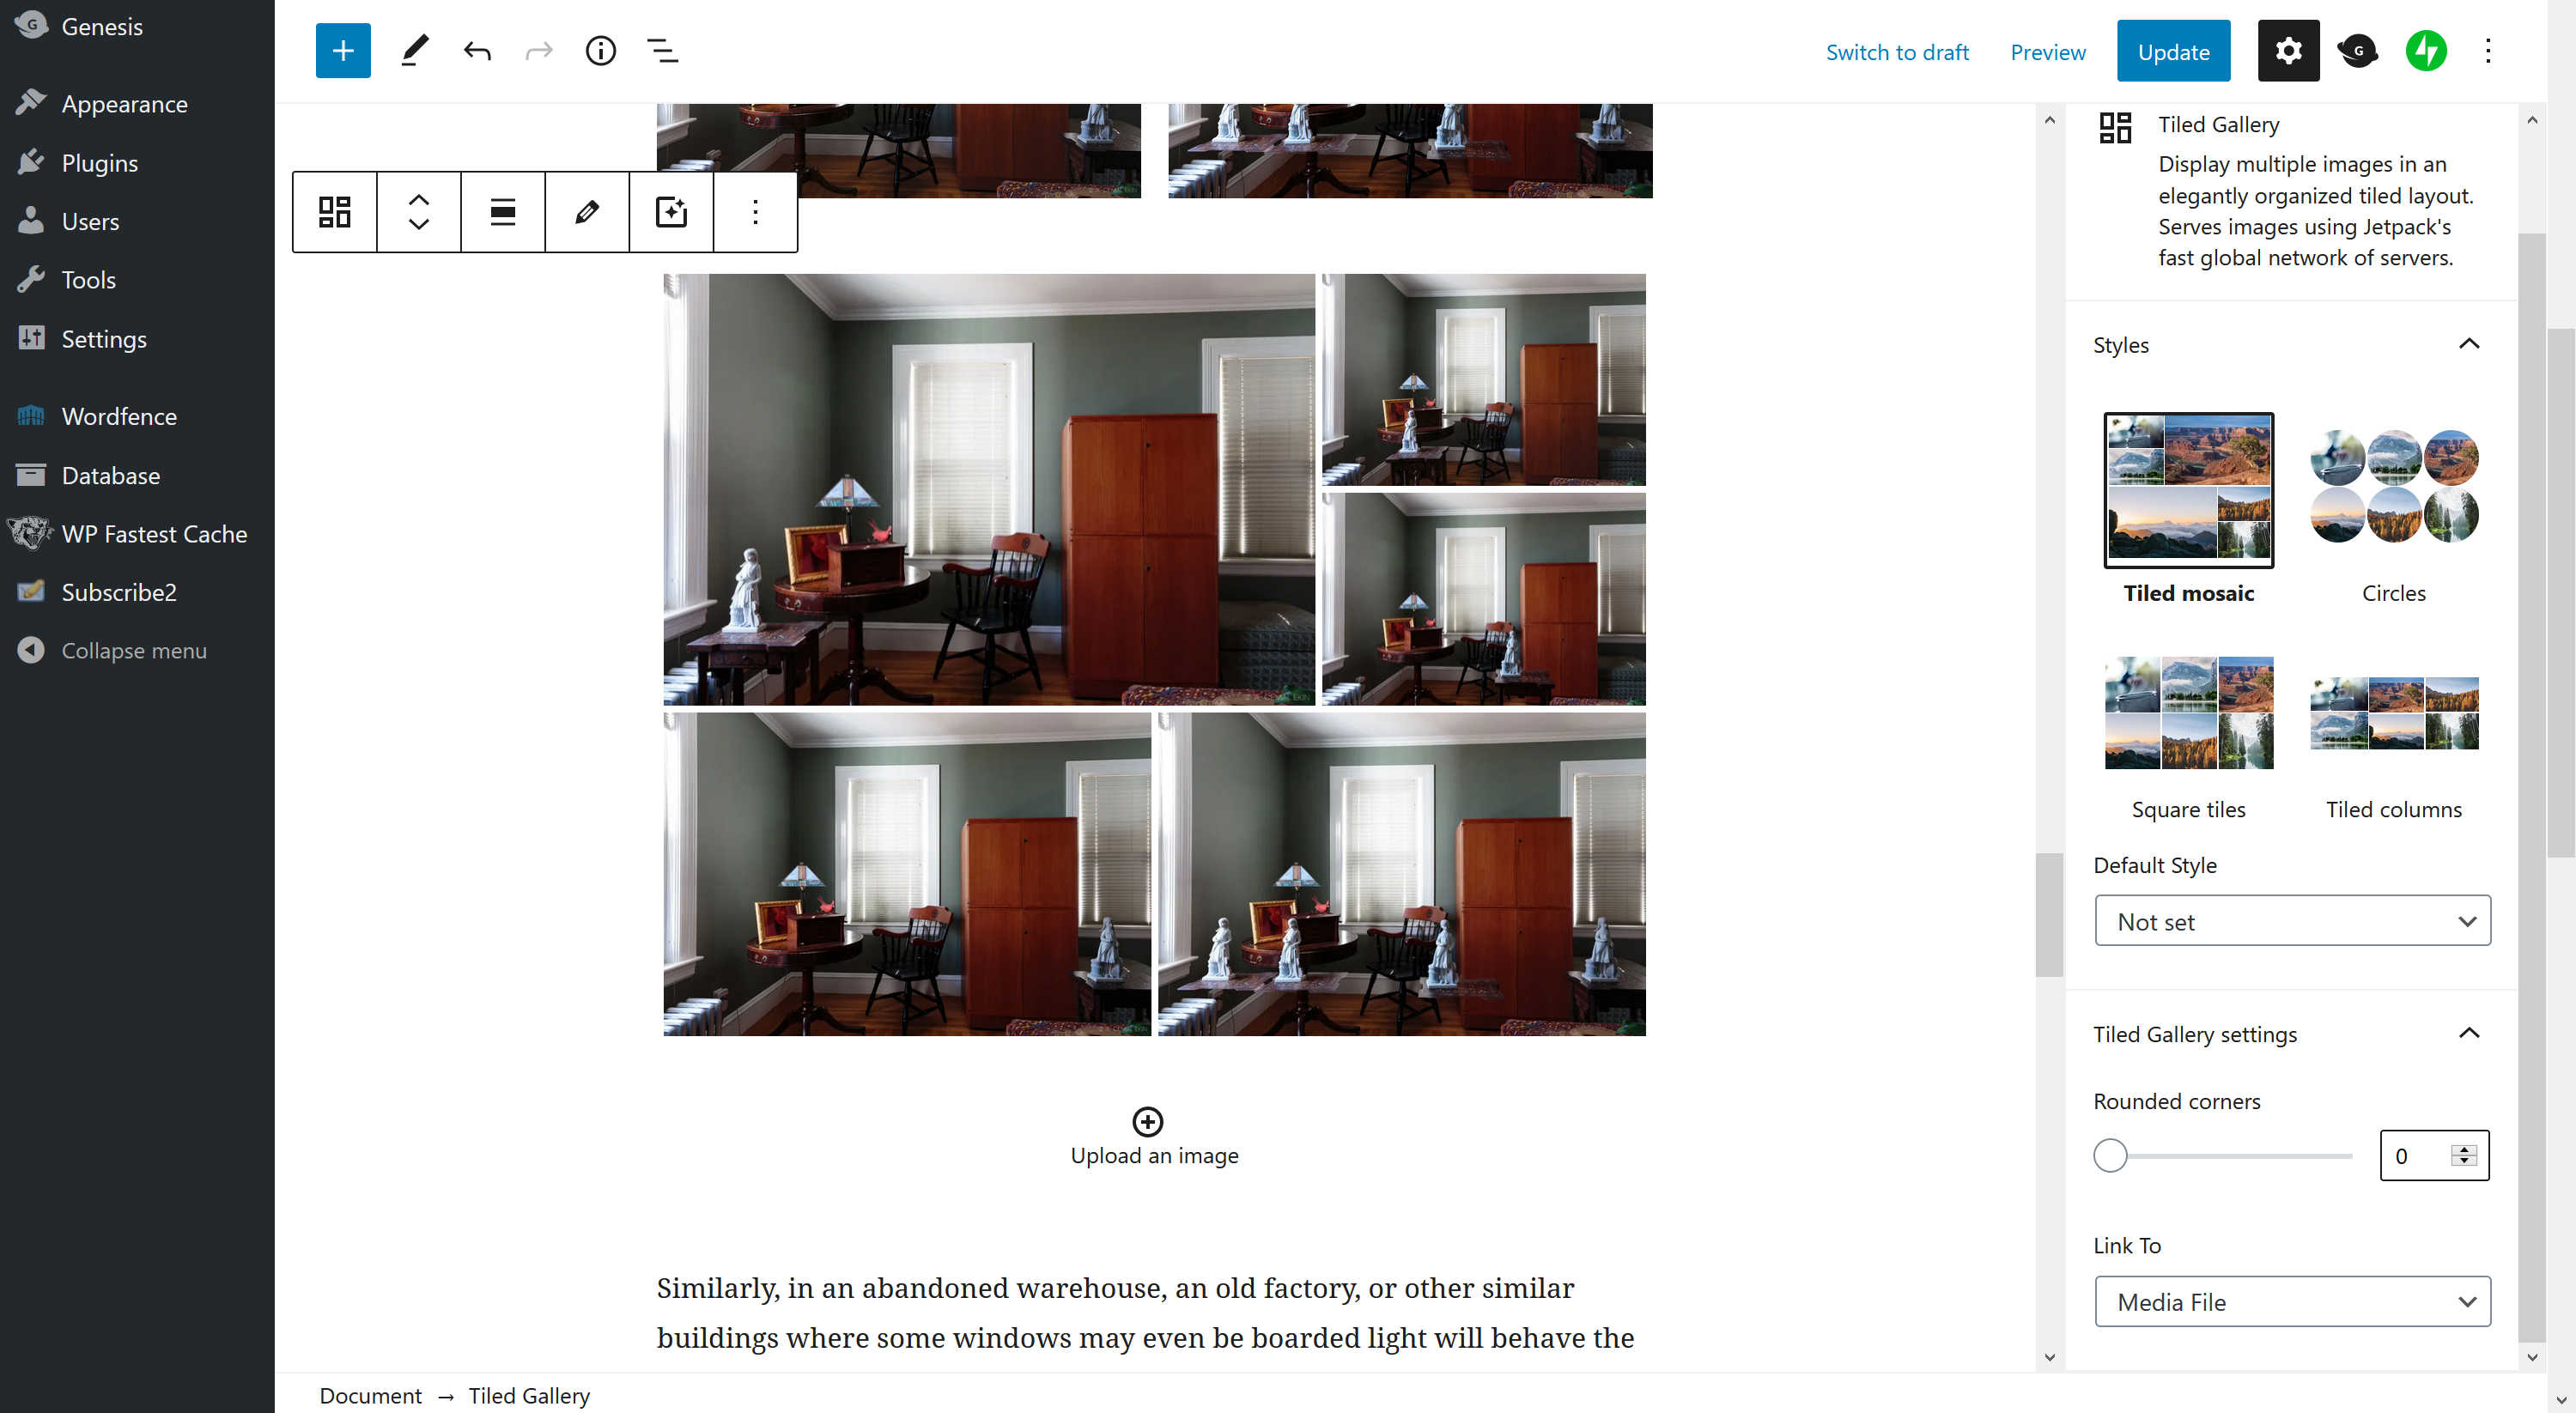 Genesis
Appearance
Plugins
Users
Tools
Settings
Wordfence
Database
WP Fastest Cache
Subscribe2
Collapse menu
Switch to draft
Preview
Update
G
G
Tiled Gallery
Display multiple images in an
elegantly organized tiled layout.
Serves images using Jetpack's
fast global network of servers.
Styles
Tiled mosaic
Circles
Square tiles
Tiled columns
Default Style
Not set
Tiled Gallery settings
Rounded corners
0
Link To
Media File
Upload an image
Similarly, in an abandoned warehouse, an old factory, or other similar
buildings where some windows may even be boarded light will behave the
Document → Tiled Gallery